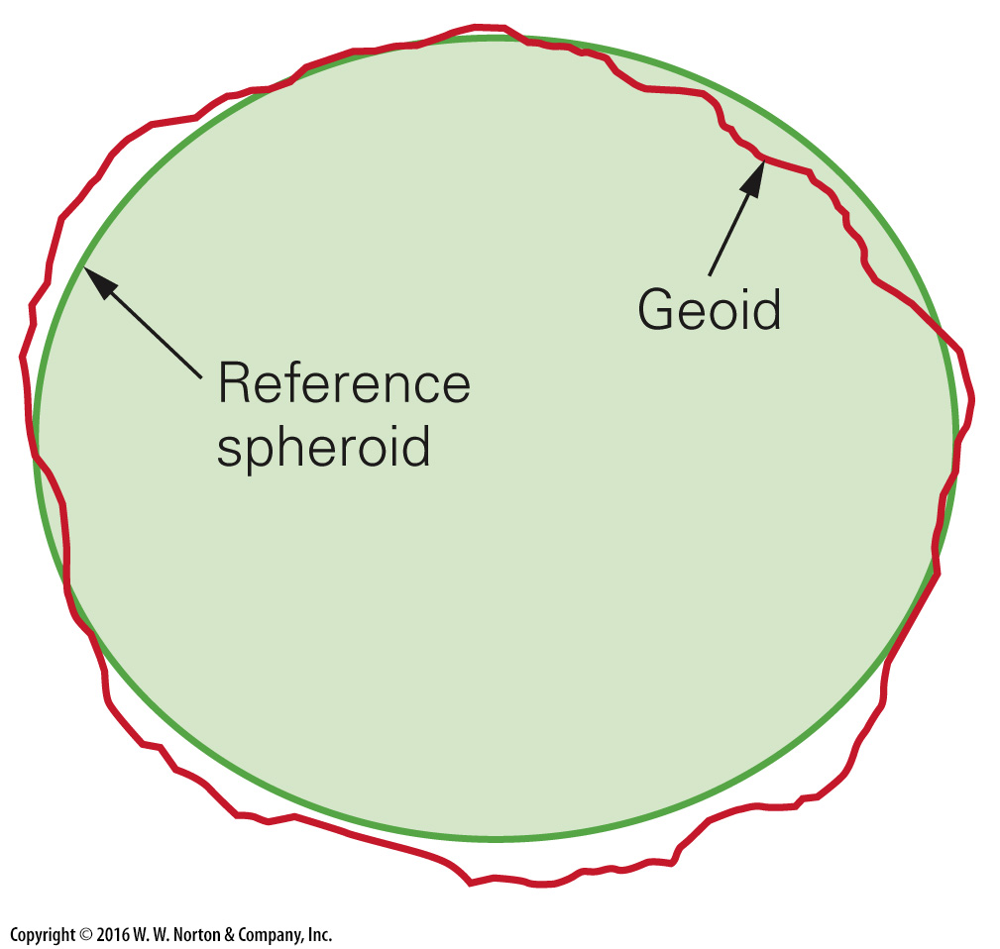 Geoid
Reference
spheroid
Copyright © 2016 W. W. Norton & Company, Inc.